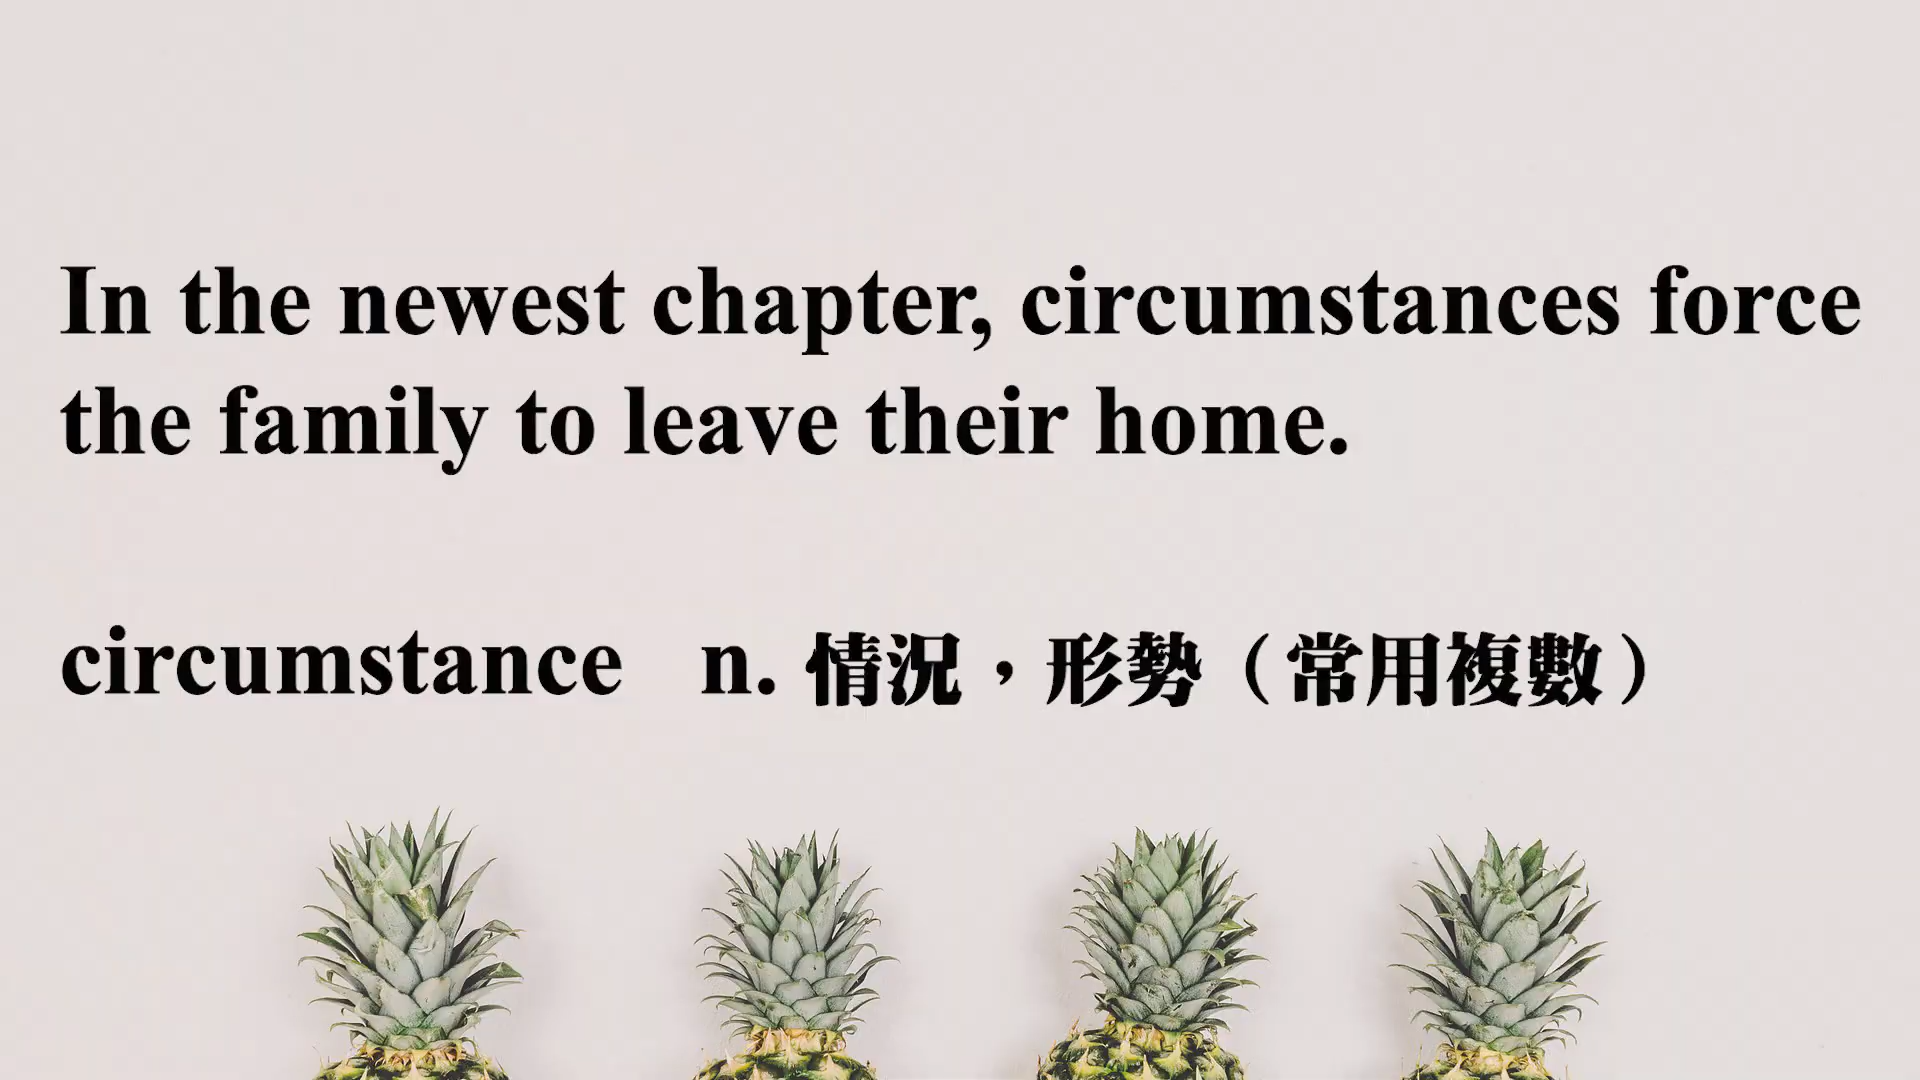 In the newest chapter, circumstances force
the family to leave their home.
circumstance n. 情況，形勢（常用複數）